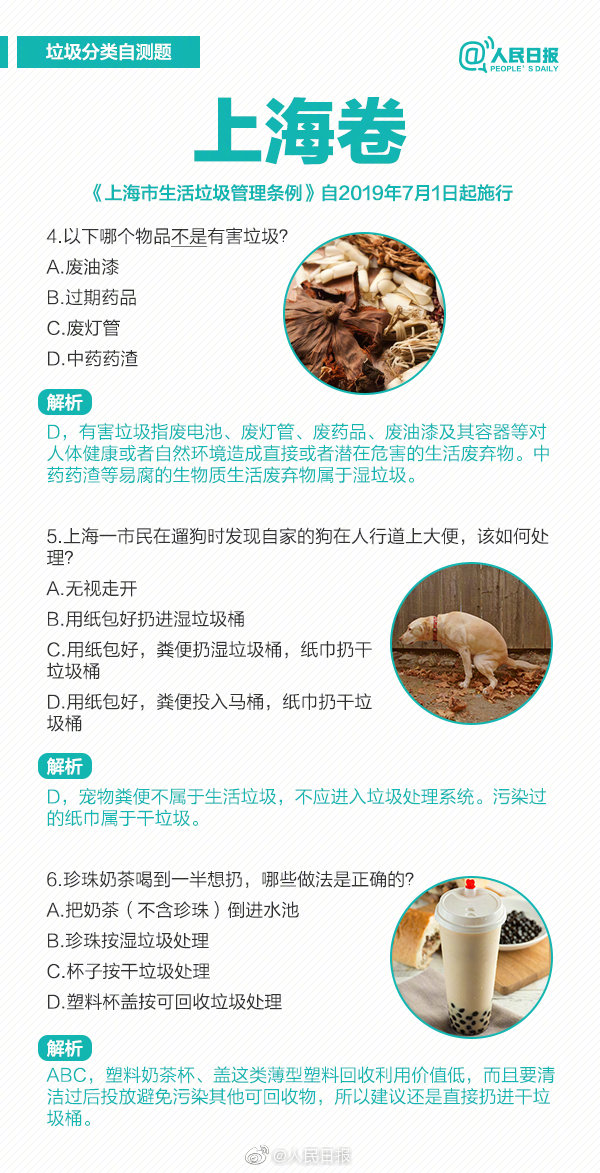 垃圾分类自测题
@人民日报
PEOPLE'S DAILY
上海卷
《上海市生活垃圾管理条例》自2019年7月1日起施行
4.以下哪个物品不是有害垃圾?
A.废油漆
B.过期药品
C.废灯管
D.中药药渣
解析
D，有害垃圾指废电池、废灯管、废药品、废油漆及其容器等对
人体健康或者自然环境造成直接或者潜在危害的生活废弃物。中
药药渣等易腐的生物质生活废弃物属于湿垃圾。
5.上海一市民在遛狗时发现自家的狗在人行道上大便，该如何处
理?
A.无视走开
B.用纸包好扔进湿垃圾桶
C.用纸包好，粪便扔湿垃圾桶，纸巾扔干
垃圾桶
D.用纸包好，粪便投入马桶，纸巾扔干垃
圾桶
解析
D，宠物粪便不属于生活垃圾，不应进入垃圾处理系统。污染过
的纸巾属于干垃圾。
6.珍珠奶茶喝到一半想扔，哪些做法是正确的?
A.把奶茶（不含珍珠）倒进水池
B.珍珠按湿垃圾处理
C.杯子按干垃圾处理
D.塑料杯盖按可回收垃圾处理
解析
ABC，塑料奶茶杯、盖这类薄型塑料回收利用价值低，而且要清
洁过后投放避免污染其他可回收物，所以建议还是直接扔进干垃
圾桶。
@人民日报